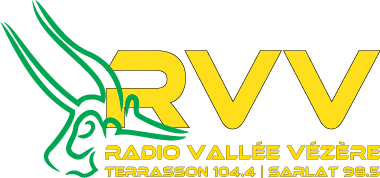 RVV
RADIO VALLÉE VÉZÈRE
TERRASSON 104.4 | SARLAT 98.5